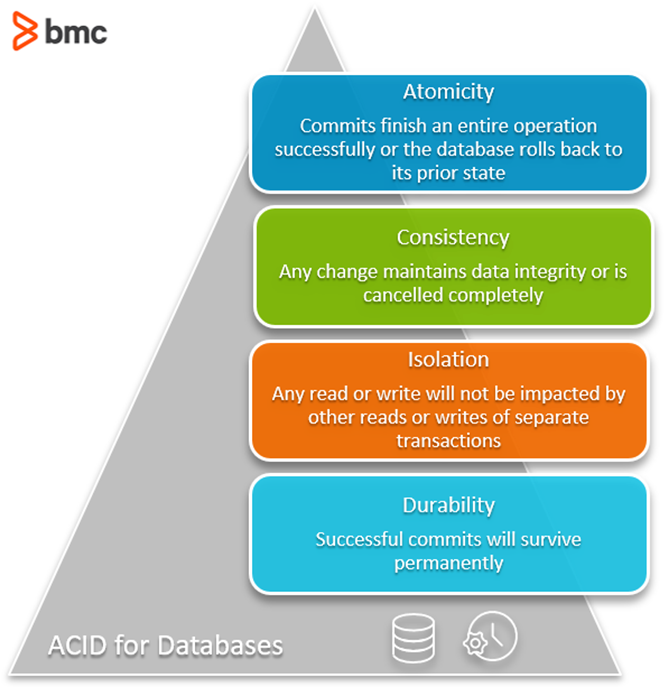 bmc
Atomicity
Commits finish an entire operation
successfully or the database rolls back to
its prior state
Consistency
Any change maintains data integrity or is
cancelled completely
Isolation
Any read or write will not be impacted by
other reads or writes of separate
transactions
Durability
Successful commits will survive
permanently
ACID for Databases